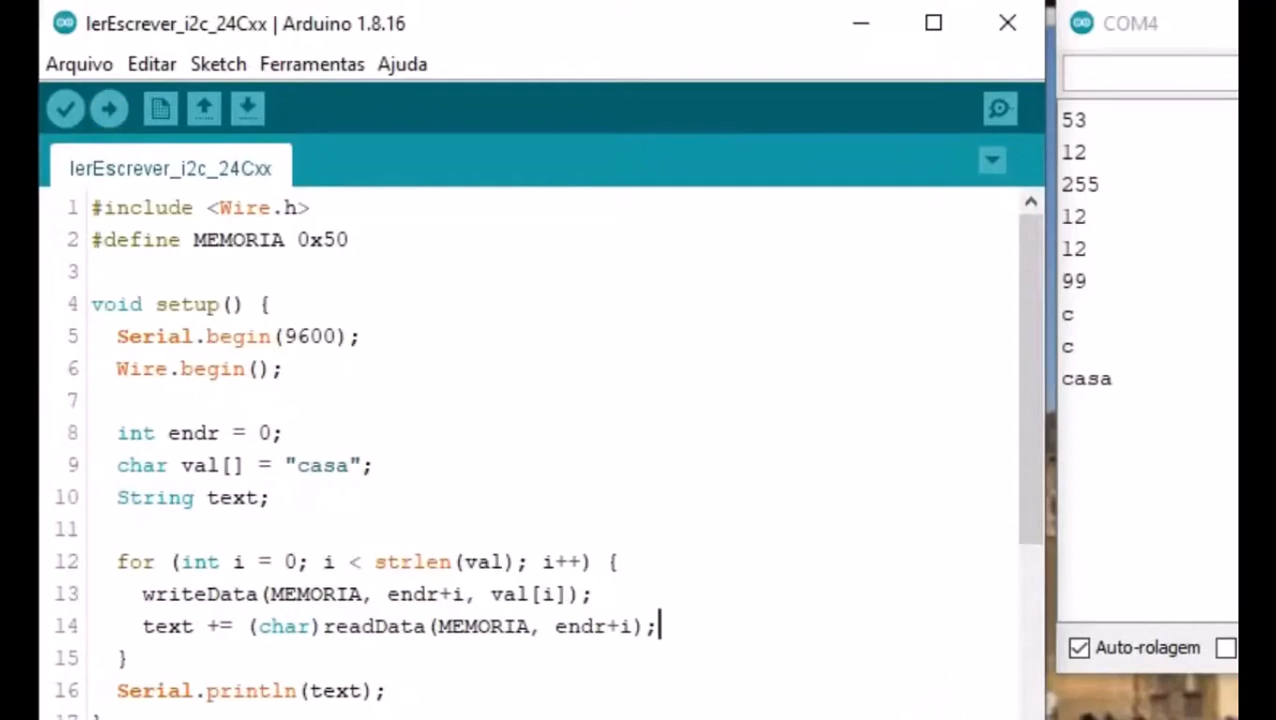 lerEscrever_i2c_24Cxx | Arduino 1.8.16
Arquivo Editar Sketch Ferramentas Ajuda
lerEscrever_i2c_24Cxx
1 #include <Wire.h>
2 #define MEMORIA 0x50
3
4 void setup() {
5 Serial.begin(9600);
6 Wire.begin();
7
8 int endr = 0;
9 char val[] = "casa";
10 String text;
11
12 for (int i = 0; i < strlen(val); i++) {
13 writeData(MEMORIA, endr+i, val[i]);
14 text += (char)readData(MEMORIA, endr+i);
15 }
16 Serial.println(text);
17 }
COM4
53
12
255
12
12
99
c
c
casa
Auto-rolagem